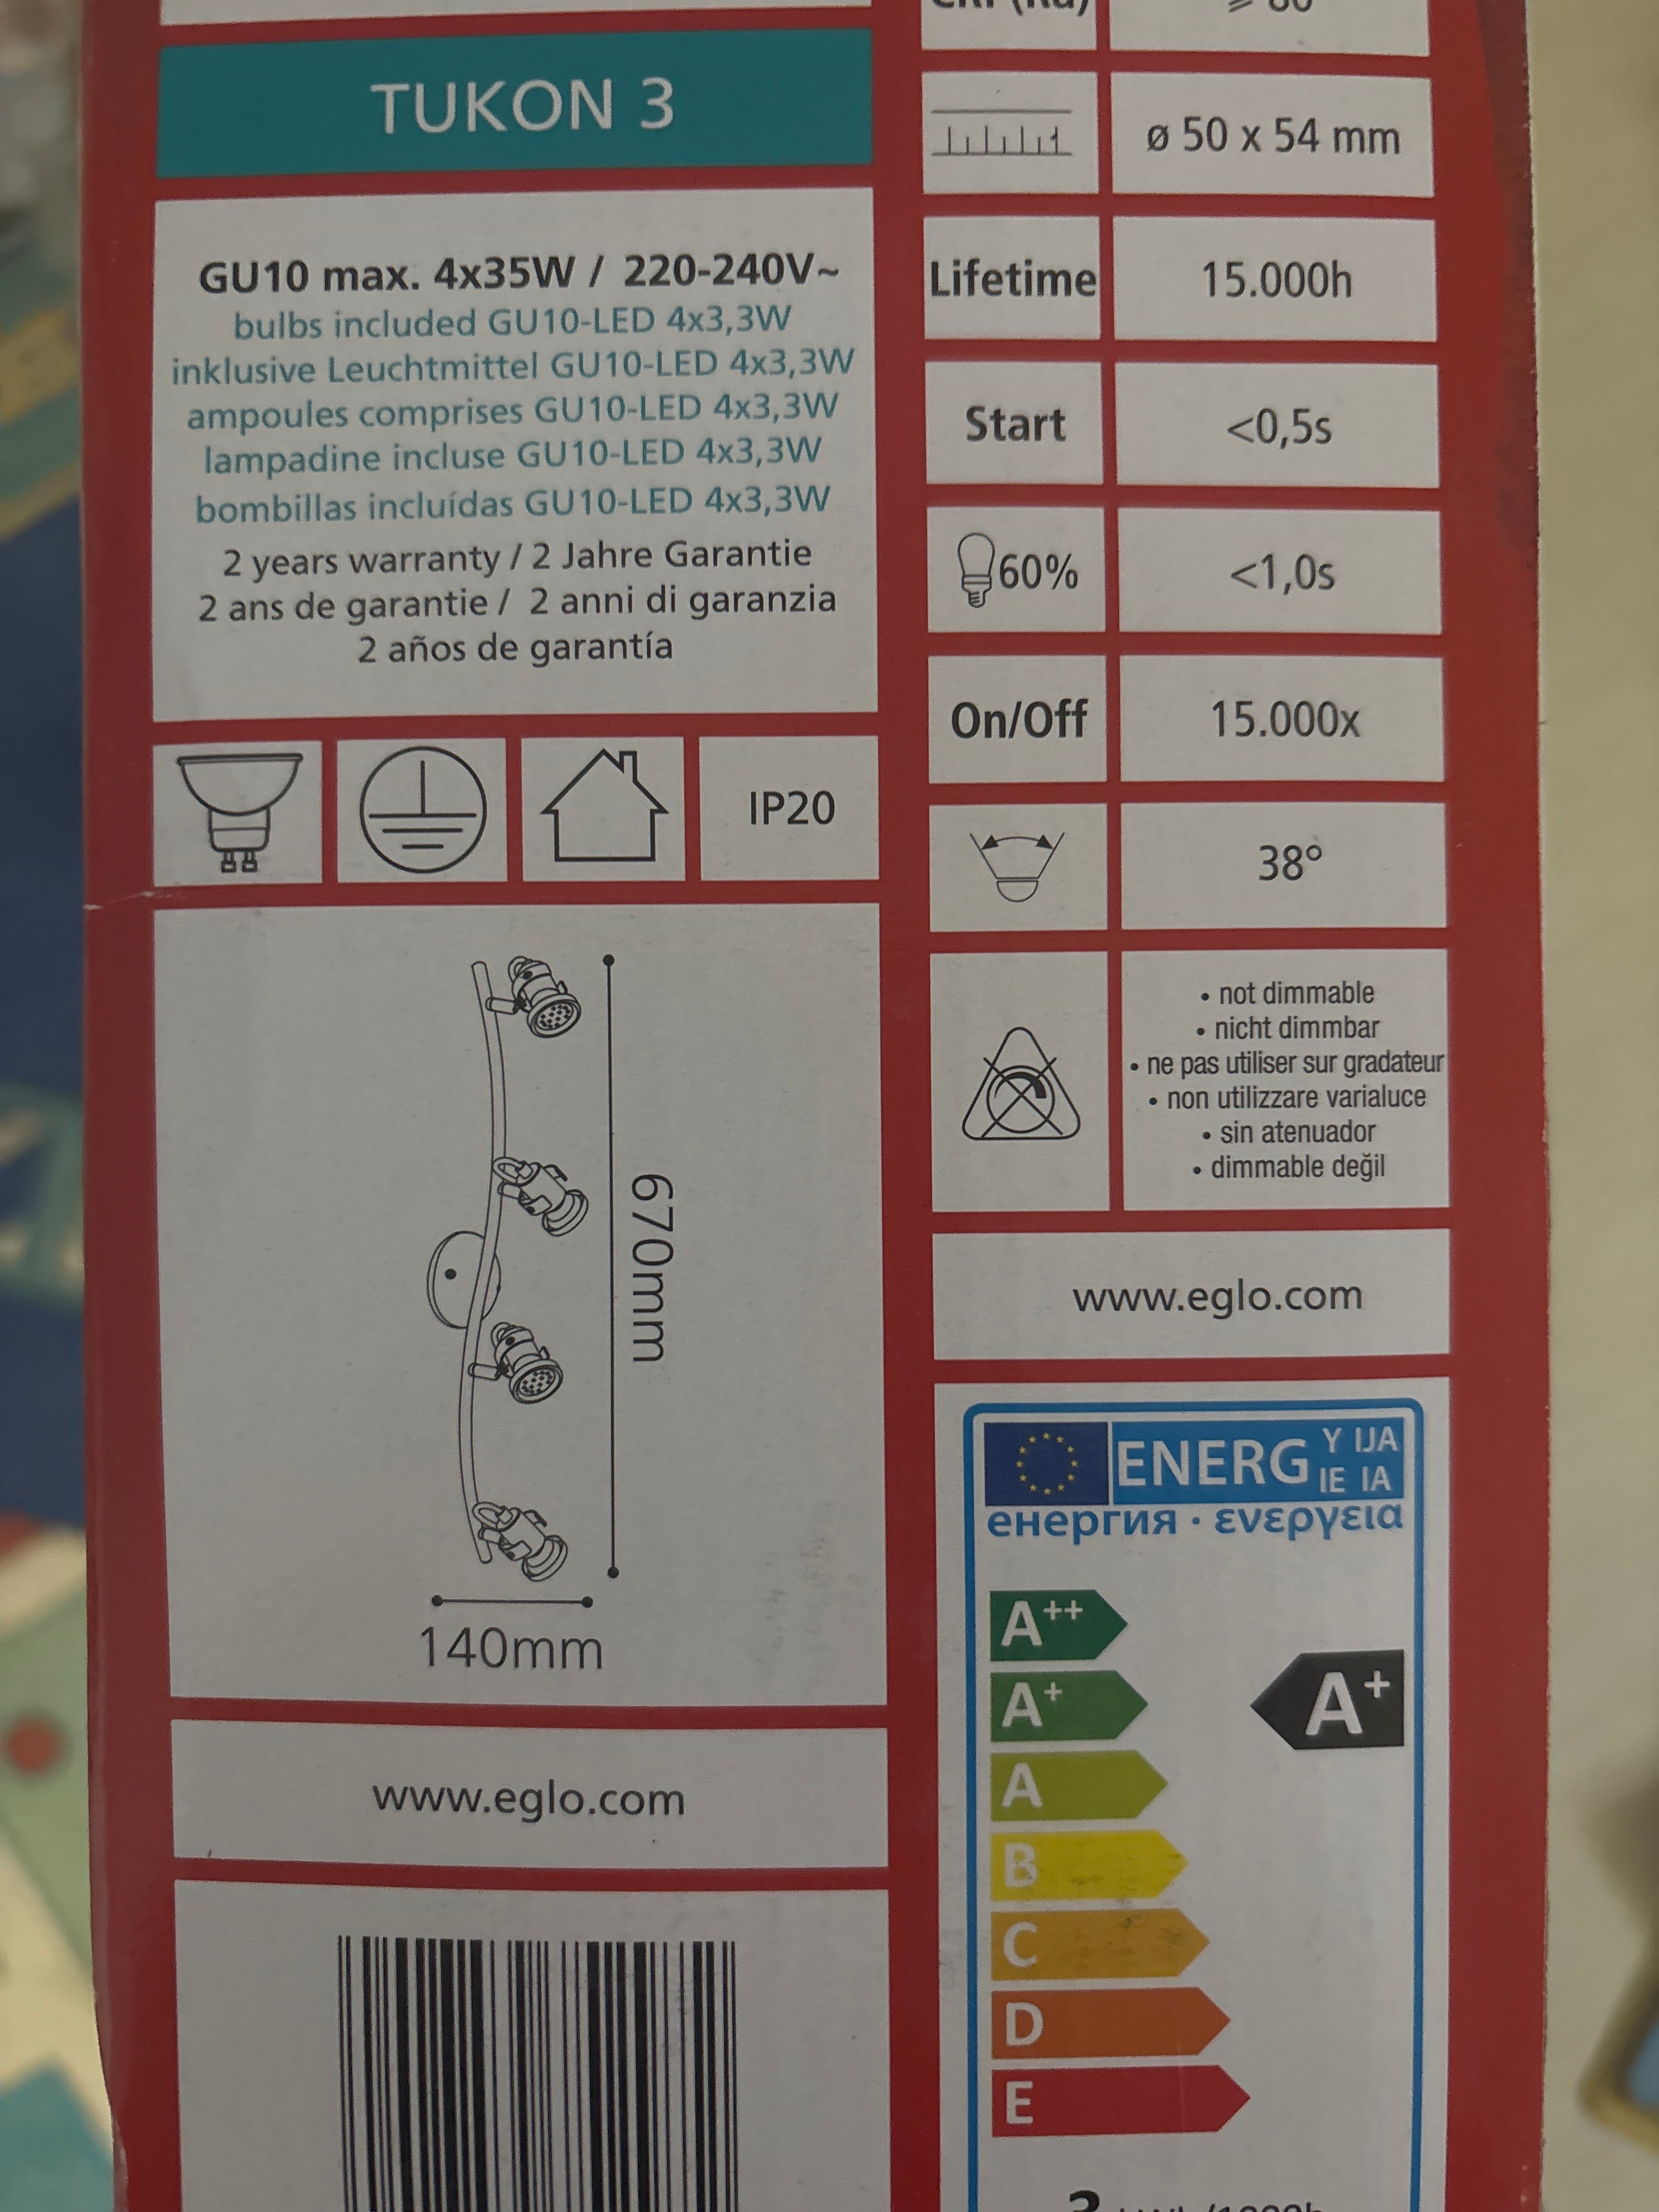 TUKON 3
GU10 max. 4x35W / 220-240V~
bulbs included GU10-LED 4x3,3W
inklusive Leuchtmittel GU10-LED 4x3,3W
ampoules comprises GU10-LED 4x3,3W
lampadine incluse GU10-LED 4x3,3W
bombillas incluídas GU10-LED 4x3,3W
2 years warranty / 2 Jahre Garantie
2 ans de garantie / 2 anni di garanzia
2 años de garantía
IP20
670mm
140mm
www.eglo.com
ø 50 x 54 mm
Lifetime 15.000h
Start <0,5s
60% <1,0s
On/Off 15.000x
38°
• not dimmable
• nicht dimmbar
• ne pas utiliser sur gradateur
• non utilizzare varialuce
• sin atenuador
• dimmable değil
www.eglo.com
ENERG Y IJA
IE IA
енергия · ενεργεια
A++
A+ A+
A
B
C
D
E